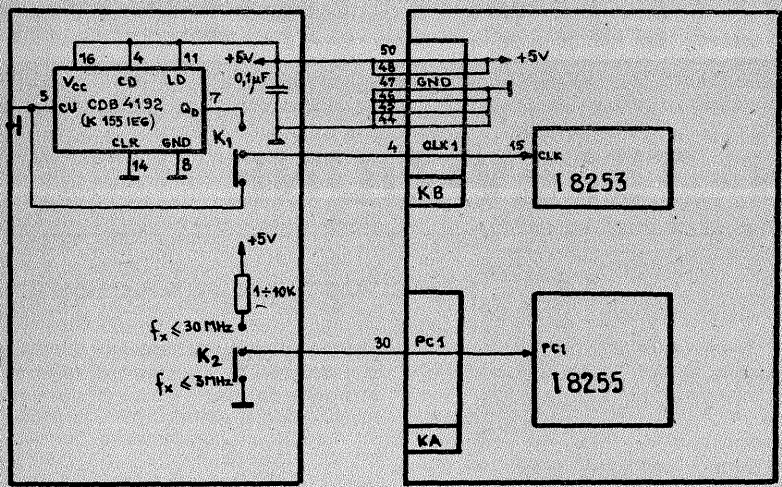 16 4 11
+5V
50
48
+5V
VCC CD LD
0,1µF
47 GND
5
CU CDB 4192 QD 7
(K 155 IE6)
46
45
44
CLR GND
14 8
K1
4 CLK1 15 CLK
I 8253
KB
+5V
1÷10K
fx ≤ 30 MHz
30 PC1 PC1
K2
fx ≤ 3MHz
I 8255
KA